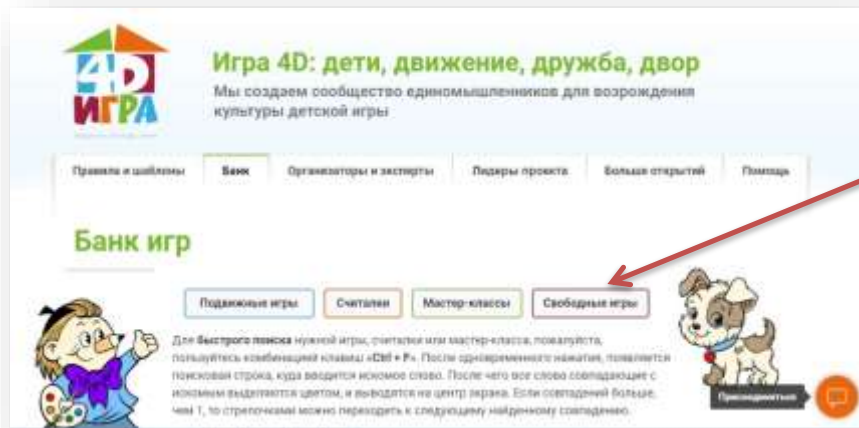 4D
ИГРА
Игра 4D: дети, движение, дружба, двор
Мы создаем сообщество единомышленников для возрождения
культуры детской игры
Правила и шаблоны Банк Организаторы и эксперты Лидеры проекта Больше открытий Помощь
Банк игр
Подвижные игры Считалки Мастер-классы Свободные игры
Для быстрого поиска нужной игры, считалки или мастер-класса, пожалуйста,
пользуйтесь комбинацией клавиш «Ctrl + F». После одновременного нажатия, появляется
поисковая строка, куда вводится искомое слово. После чего все слова совпадающие с
искомым выделяются цветом, и выводятся на центр экрана. Если совпадений больше,
чем 1, то стрелочками можно переходить к следующему найденному совпадению.
Присоединиться